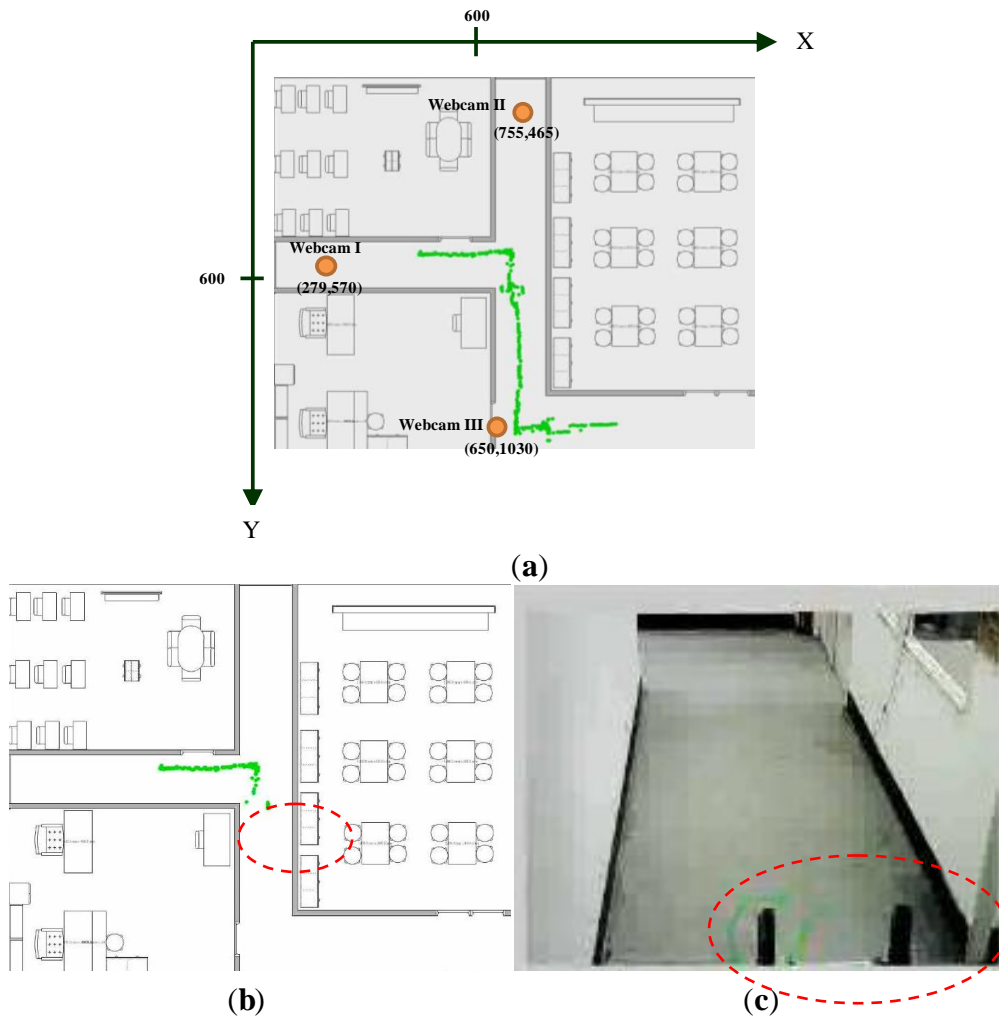 600
X
Webcam II
(755,465)
Webcam I
600
(279,570)
Webcam III
(650,1030)
Y
(a)
(b)
(c)